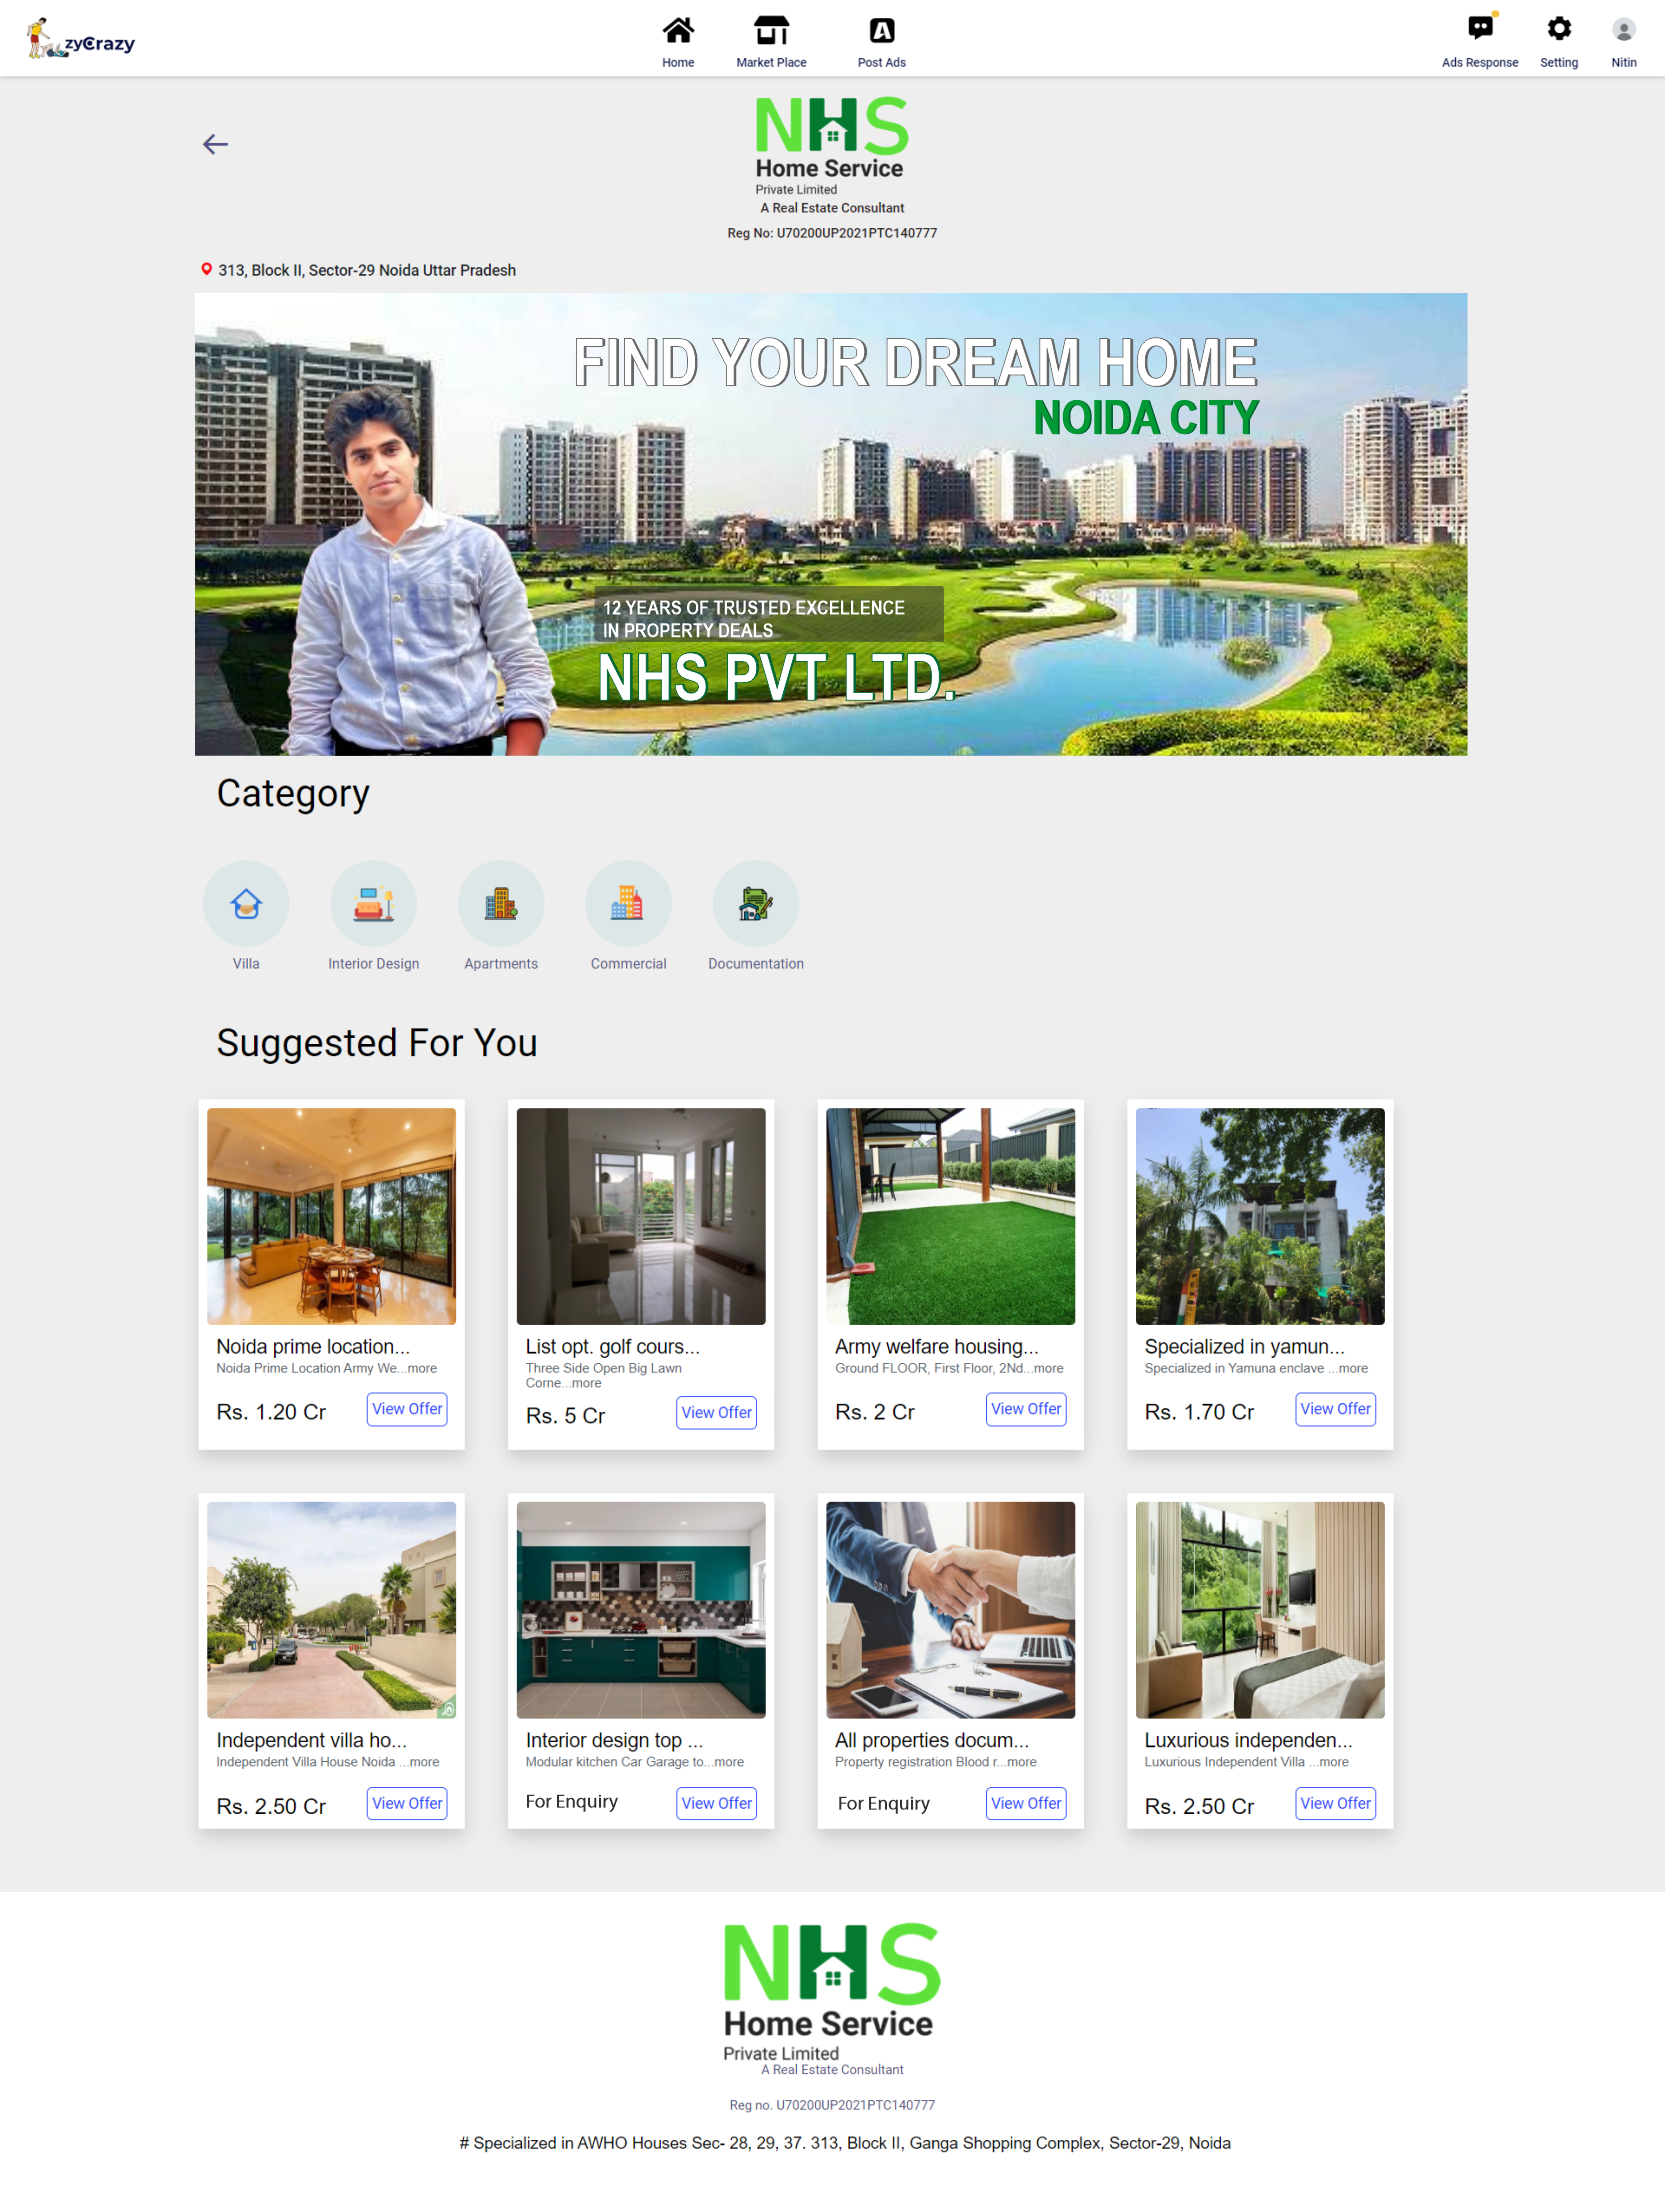 zyCrazy
Home
Market Place
Post Ads
Ads Response
Setting
Nitin
NHS
Home Service
Private Limited
A Real Estate Consultant
Reg No: U70200UP2021PTC140777
313, Block II, Sector-29 Noida Uttar Pradesh
FIND YOUR DREAM HOME
NOIDA CITY
12 YEARS OF TRUSTED EXCELLENCE
IN PROPERTY DEALS
NHS PVT LTD.
Category
Villa
Interior Design
Apartments
Commercial
Documentation
Suggested For You
Noida prime location...
Noida Prime Location Army We...more
Rs. 1.20 Cr
View Offer
List opt. golf cours...
Three Side Open Big Lawn
Corne...more
Rs. 5 Cr
View Offer
Army welfare housing...
Ground FLOOR, First Floor, 2Nd...more
Rs. 2 Cr
View Offer
Specialized in yamun...
Specialized in Yamuna enclave ...more
Rs. 1.70 Cr
View Offer
Independent villa ho...
Independent Villa House Noida ...more
Rs. 2.50 Cr
View Offer
Interior design top ...
Modular kitchen Car Garage to...more
For Enquiry
View Offer
All properties docum...
Property registration Blood r...more
For Enquiry
View Offer
Luxurious independen...
Luxurious Independent Villa ...more
Rs. 2.50 Cr
View Offer
NHS
Home Service
Private Limited
A Real Estate Consultant
Reg no. U70200UP2021PTC140777
# Specialized in AWHO Houses Sec- 28, 29, 37. 313, Block II, Ganga Shopping Complex, Sector-29, Noida